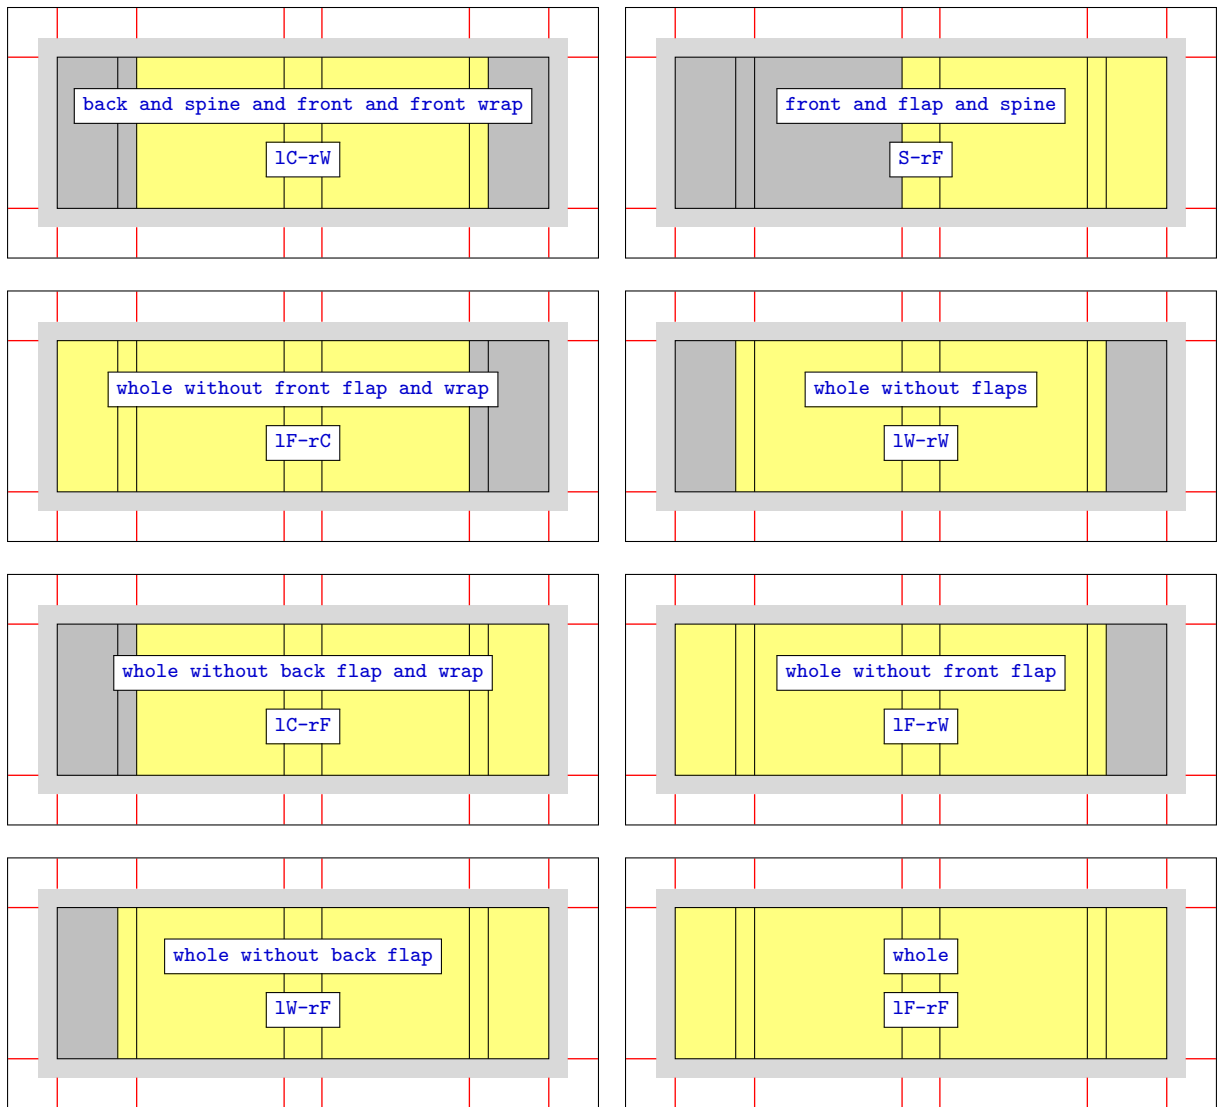 back and spine and front and front wrap
lC-rW
front and flap and spine
S-rF
whole without front flap and wrap
lF-rC
whole without flaps
lW-rW
whole without back flap and wrap
lC-rF
whole without front flap
lF-rW
whole without back flap
lW-rF
whole
lF-rF